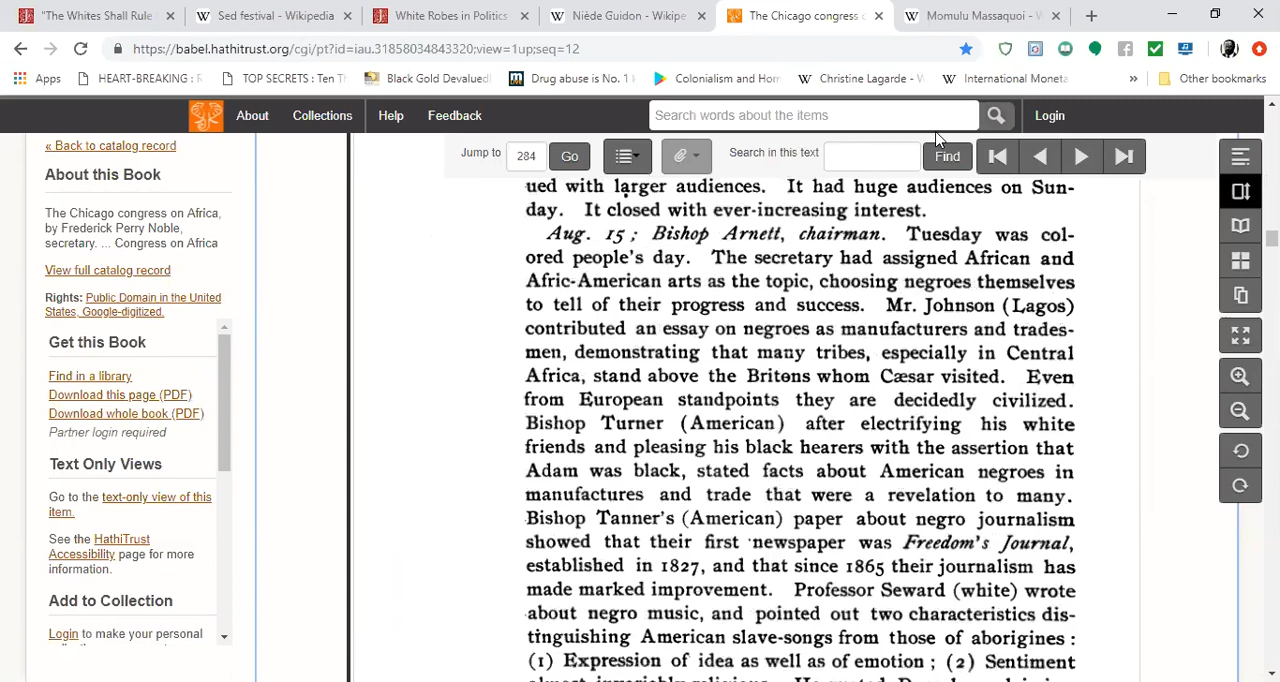 "The Whites Shall Rule
Sed festival - Wikipedia
White Robes in Politics
Niède Guidon - Wikipe
The Chicago congress o
Momulu Massaquoi - W
https://babel.hathitrust.org/cgi/pt?id=iau.31858034843320;view=1up;seq=12
Apps
HEART-BREAKING : R
TOP SECRETS : Ten Th
Black Gold Devalued
Drug abuse is No. 1 k
Colonialism and Hom
Christine Lagarde - W
International Moneta
»
Other bookmarks
About
Collections
Help
Feedback
Search words about the items
Login
« Back to catalog record
About this Book
The Chicago congress on Africa,
by Frederick Perry Noble,
secretary. ... Congress on Africa
View full catalog record
Rights: Public Domain in the United
States, Google-digitized.
Get this Book
Find in a library
Download this page (PDF)
Download whole book (PDF)
Partner login required
Text Only Views
Go to the text-only view of this
item.
See the HathiTrust
Accessibility page for more
information.
Add to Collection
Login to make your personal
Jump to
284
Go
Search in this text
Find
ued with larger audiences. It had huge audiences on Sun-
day. It closed with ever-increasing interest.
Aug. 15; Bishop Arnett, chairman. Tuesday was col-
ored people's day. The secretary had assigned African and
Afric-American arts as the topic, choosing negroes themselves
to tell of their progress and success. Mr. Johnson (Lagos)
contributed an essay on negroes as manufacturers and trades-
men, demonstrating that many tribes, especially in Central
Africa, stand above the Britons whom Cæsar visited. Even
from European standpoints they are decidedly civilized.
Bishop Turner (American) after electrifying his white
friends and pleasing his black hearers with the assertion that
Adam was black, stated facts about American negroes in
manufactures and trade that were a revelation to many.
Bishop Tanner's (American) paper about negro journalism
showed that their first newspaper was Freedom's Journal,
established in 1827, and that since 1865 their journalism has
made marked improvement. Professor Seward (white) wrote
about negro music, and pointed out two characteristics dis-
tinguishing American slave-songs from those of aborigines :
(1) Expression of idea as well as of emotion ; (2) Sentiment